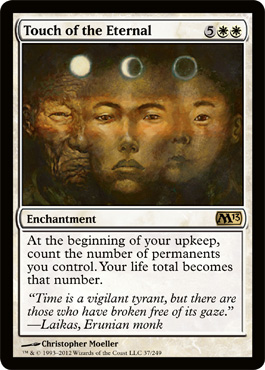 Touch of the Eternal 5
Enchantment M13
At the beginning of your upkeep,
count the number of permanents
you control. Your life total becomes
that number.
“Time is a vigilant tyrant, but there are
those who have broken free of its gaze.”
—Laikas, Erunian monk
Christopher Moeller
™ & © 1993–2012 Wizards of the Coast LLC 37/249